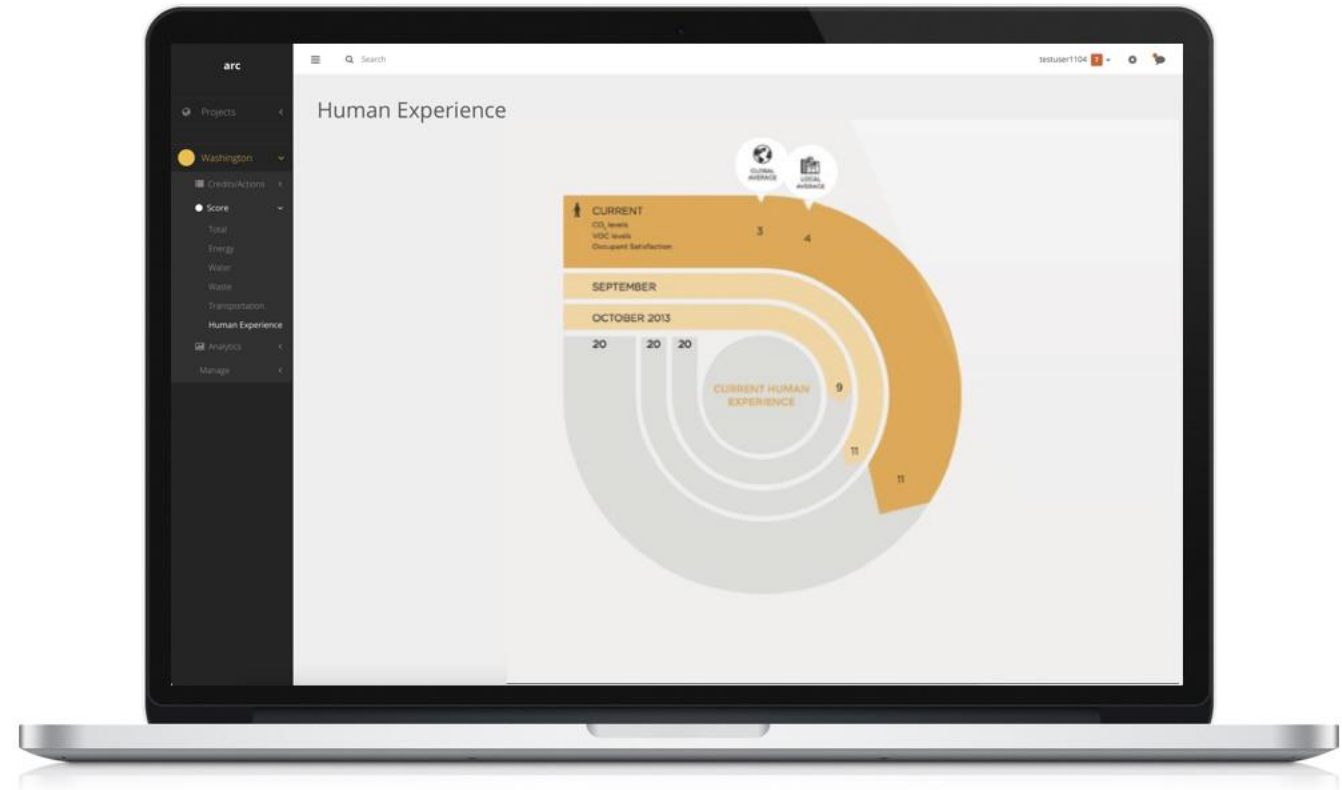 arc
Search
testuser1104 7
Projects
Human Experience
Washington
Credits/Actions
Score
Total
Energy
Water
Waste
Transportation
Human Experience
Analytics
Manage
GLOBAL
AVERAGE
LOCAL
AVERAGE
CURRENT
CO₂ levels
VOC levels
Occupant Satisfaction
3
4
SEPTEMBER
OCTOBER 2013
20 20 20
CURRENT HUMAN
EXPERIENCE
9
11
11